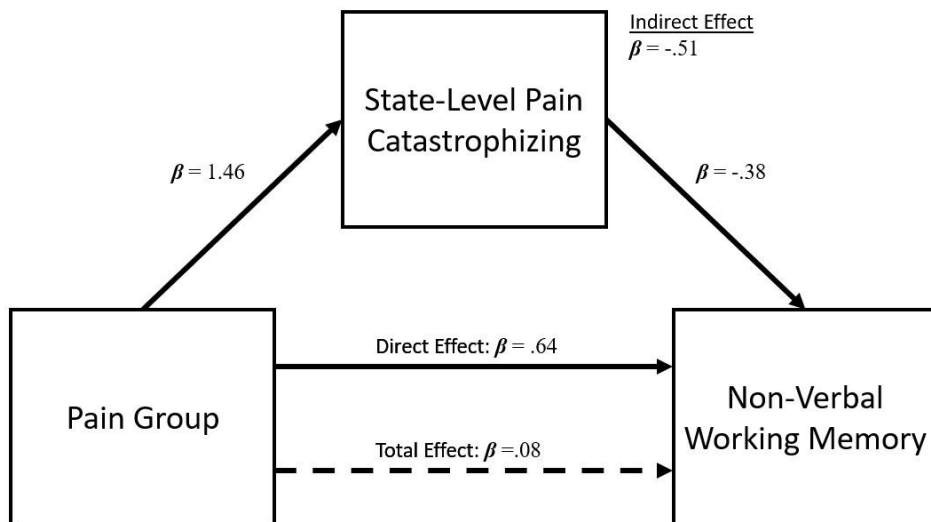 Indirect Effect
β = -.51
State-Level Pain
Catastrophizing
β = 1.46
β = -.38
Direct Effect: β = .64
Pain Group
Non-Verbal
Working Memory
Total Effect: β =.08